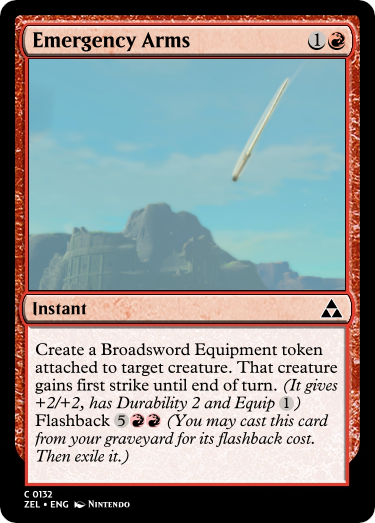 Emergency Arms 1
Instant
Create a Broadsword Equipment token
attached to target creature. That creature
gains first strike until end of turn. (It gives
+2/+2, has Durability 2 and Equip 1)
Flashback 5 (You may cast this card
from your graveyard for its flashback cost.
Then exile it.)
C 0132
ZEL • ENG Nintendo